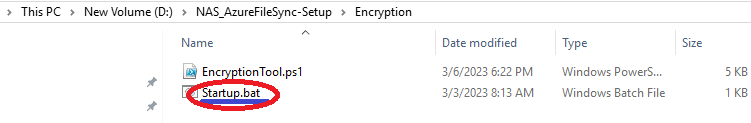 This PC > New Volume (D:) > NAS_AzureFileSync-Setup > Encryption
Name Date modified Type Size
EncryptionTool.ps1 3/6/2023 6:22 PM Windows PowerS... 5 KB
Startup.bat 3/3/2023 8:13 AM Windows Batch File 1 KB